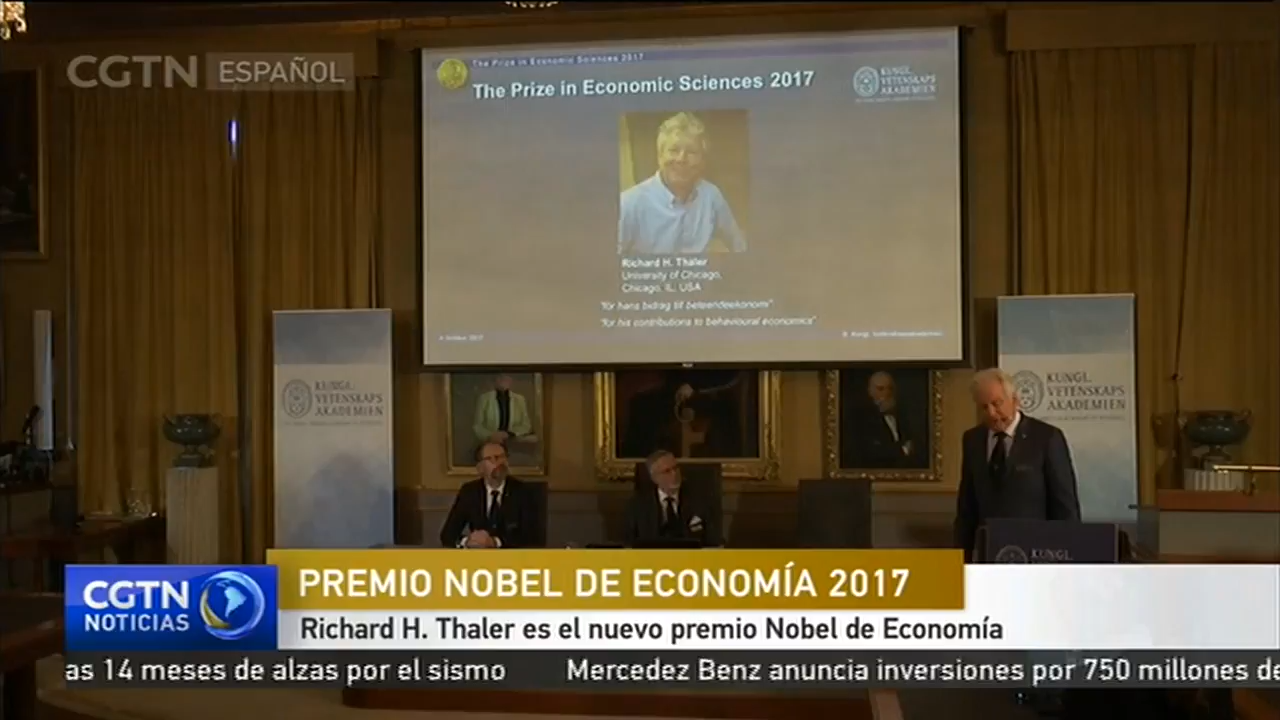 CGTN ESPAÑOL
The Prize in Economic Sciences 2017
The Prize in Economic Sciences 2017
KUNGL.
VETENSKAPS
AKADEMIEN
Richard H. Thaler
University of Chicago,
Chicago, IL, USA
"för hans bidrag till beteendeekonomi"
"for his contributions to behavioural economics"
KUNGL.
VETENSKAPS
AKADEMIEN
KUNGL.
VETENSKAPS
AKADEMIEN
KUNGL.
CGTN
NOTICIAS
PREMIO NOBEL DE ECONOMÍA 2017
Richard H. Thaler es el nuevo premio Nobel de Economía
as 14 meses de alzas por el sismo Mercedez Benz anuncia inversiones por 750 millones de